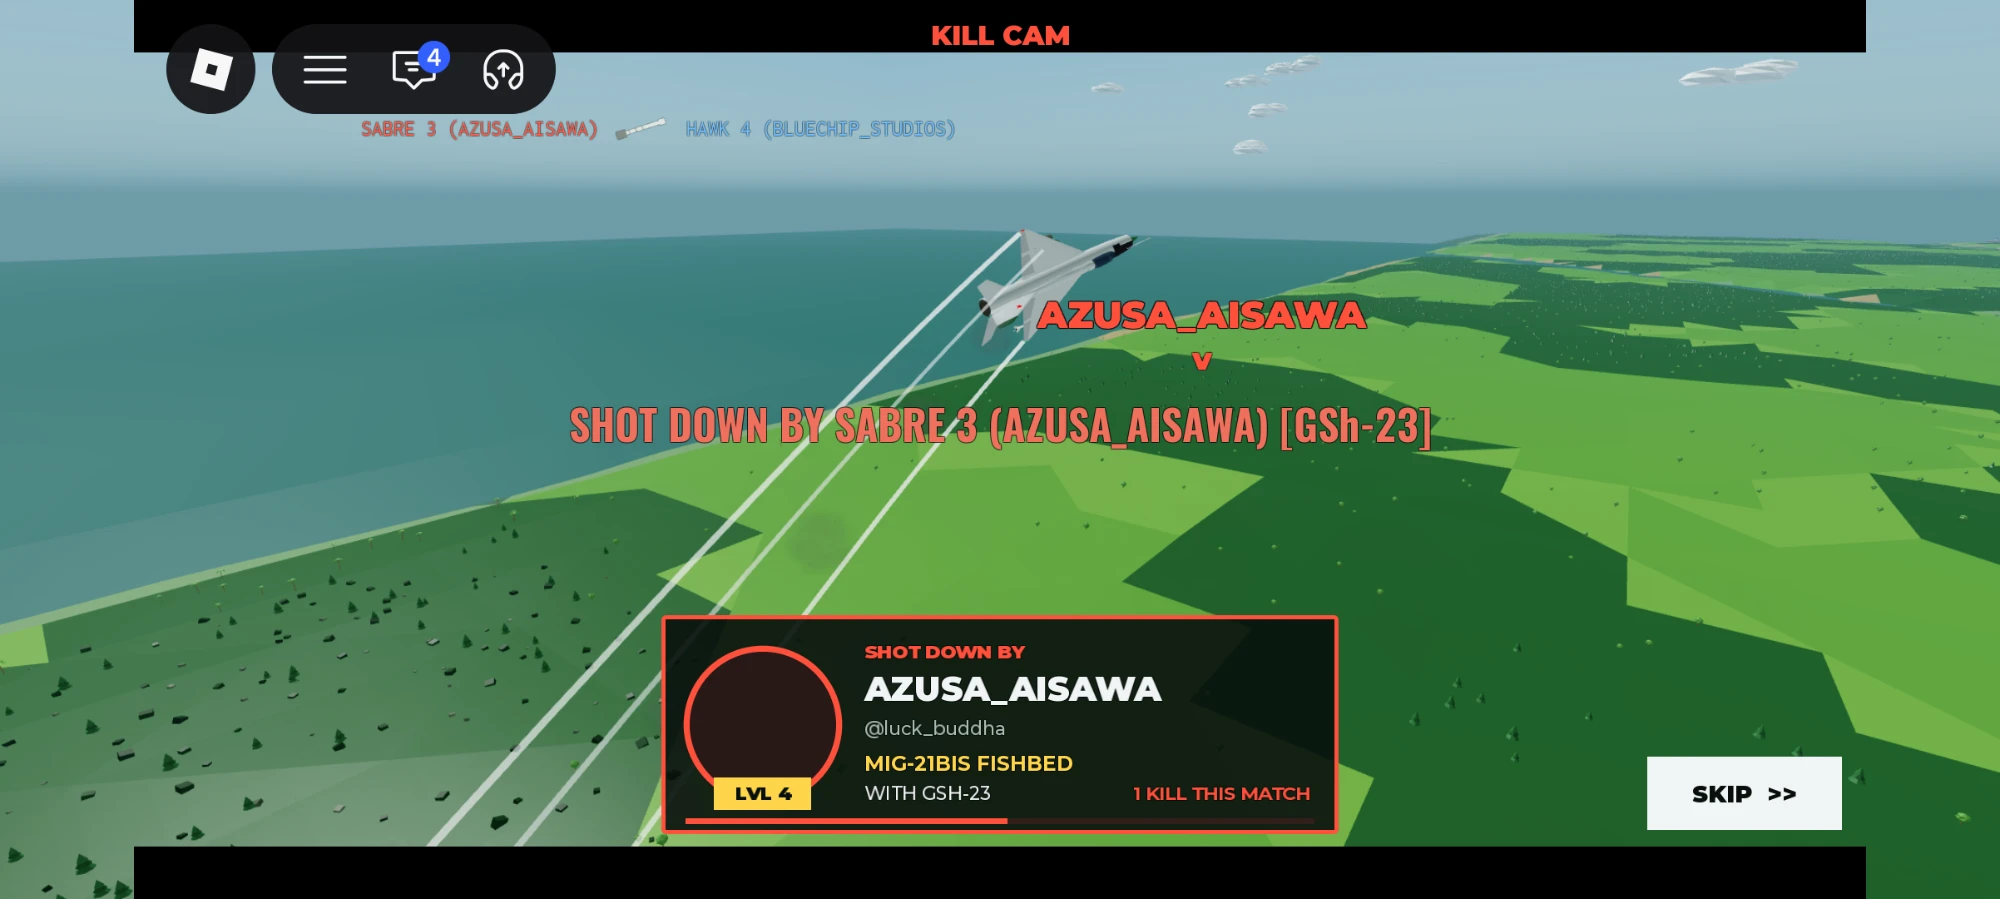 KILL CAM
4
SABRE 3 (AZUSA_AISAWA) HAWK 4 (BLUECHIP_STUDIOS)
AZUSA_AISAWA
v
SHOT DOWN BY SABRE 3 (AZUSA_AISAWA) [GSh-23]
SHOT DOWN BY
AZUSA_AISAWA
@luck_buddha
MIG-21BIS FISHBED
LVL 4
WITH GSH-23
1 KILL THIS MATCH
SKIP >>